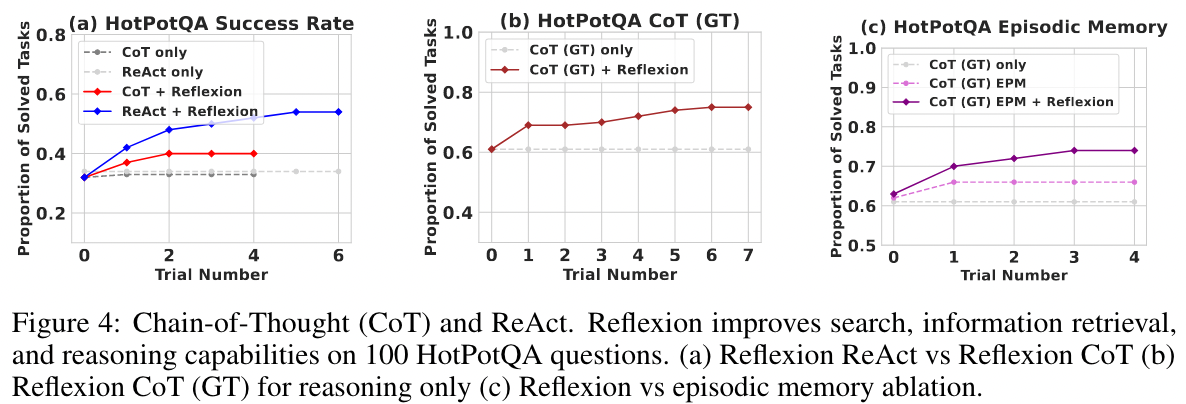 (a) HotPotQA Success Rate
Proportion of Solved Tasks
0.8
0.6
0.4
0.2
CoT only
ReAct only
CoT + Reflexion
ReAct + Reflexion
0 2 4 6
Trial Number
(b) HotPotQA CoT (GT)
Proportion of Solved Tasks
1.0
0.8
0.6
0.4
CoT (GT) only
CoT (GT) + Reflexion
0 1 2 3 4 5 6 7
Trial Number
(c) HotPotQA Episodic Memory
Proportion of Solved Tasks
1.0
0.9
0.8
0.7
0.6
0.5
CoT (GT) only
CoT (GT) EPM
CoT (GT) EPM + Reflexion
0 1 2 3 4
Trial Number
Figure 4: Chain-of-Thought (CoT) and ReAct. Reflexion improves search, information retrieval,
and reasoning capabilities on 100 HotPotQA questions. (a) Reflexion ReAct vs Reflexion CoT (b)
Reflexion CoT (GT) for reasoning only (c) Reflexion vs episodic memory ablation.